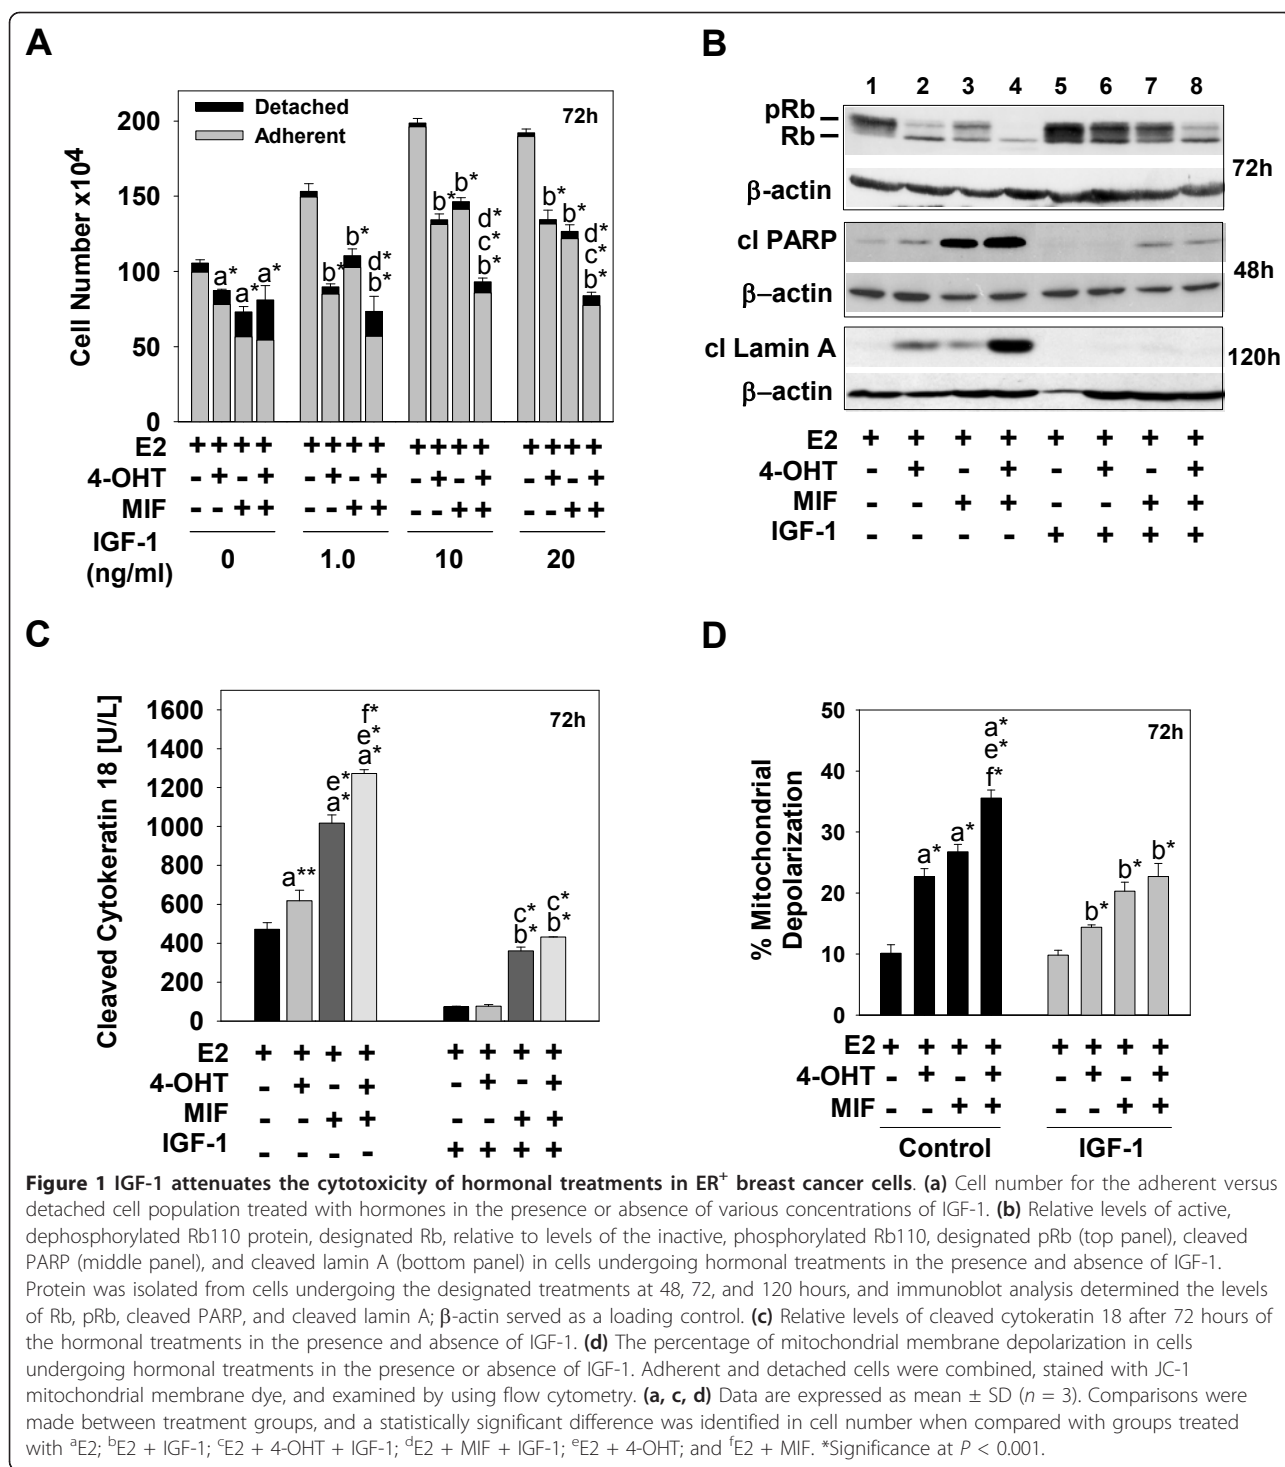 A
B
Detached
Adherent
72h
200
150
100
50
0
Cell Number x10⁴
a* a* a*
b* b* d* b*
b* b* d* c* b*
b* b* d* c* b*
E2 + + + + + + + + + + + + + + + +
4-OHT - + - + - + - + - + - + - + - +
MIF - - + + - - + + - - + + - - + +
IGF-1 (ng/ml) 0 1.0 10 20
1 2 3 4 5 6 7 8
pRb
Rb
72h
β-actin
cl PARP
48h
β–actin
cl Lamin A
120h
β–actin
E2 + + + + + + + +
4-OHT - + - + - + - +
MIF - - + + - - + +
IGF-1 - - - - + + + +
C
D
Cleaved Cytokeratin 18 [U/L]
1600
1400
1200
1000
800
600
400
200
0
72h
a** e* a* f* e* a* c* b* c* b*
E2 + + + + + + + +
4-OHT - + - + - + - +
MIF - - + + - - + +
IGF-1 - - - - + + + +
% Mitochondrial Depolarization
50
40
30
20
10
0
72h
a* a* a* e* f* b* b* b*
E2 + + + + + + + +
4-OHT - + - + - + - +
MIF - - + + - - + +
Control IGF-1
Figure 1 IGF-1 attenuates the cytotoxicity of hormonal treatments in ER⁺ breast cancer cells. (a) Cell number for the adherent versus
detached cell population treated with hormones in the presence or absence of various concentrations of IGF-1. (b) Relative levels of active,
dephosphorylated Rb110 protein, designated Rb, relative to levels of the inactive, phosphorylated Rb110, designated pRb (top panel), cleaved
PARP (middle panel), and cleaved lamin A (bottom panel) in cells undergoing hormonal treatments in the presence and absence of IGF-1.
Protein was isolated from cells undergoing the designated treatments at 48, 72, and 120 hours, and immunoblot analysis determined the levels
of Rb, pRb, cleaved PARP, and cleaved lamin A; β-actin served as a loading control. (c) Relative levels of cleaved cytokeratin 18 after 72 hours of
the hormonal treatments in the presence and absence of IGF-1. (d) The percentage of mitochondrial membrane depolarization in cells
undergoing hormonal treatments in the presence or absence of IGF-1. Adherent and detached cells were combined, stained with JC-1
mitochondrial membrane dye, and examined by using flow cytometry. (a, c, d) Data are expressed as mean ± SD (n = 3). Comparisons were
made between treatment groups, and a statistically significant difference was identified in cell number when compared with groups treated
with ᵃE2; ᵇE2 + IGF-1; ᶜE2 + 4-OHT + IGF-1; ᵈE2 + MIF + IGF-1; ᵉE2 + 4-OHT; and ᶠE2 + MIF. *Significance at P < 0.001.